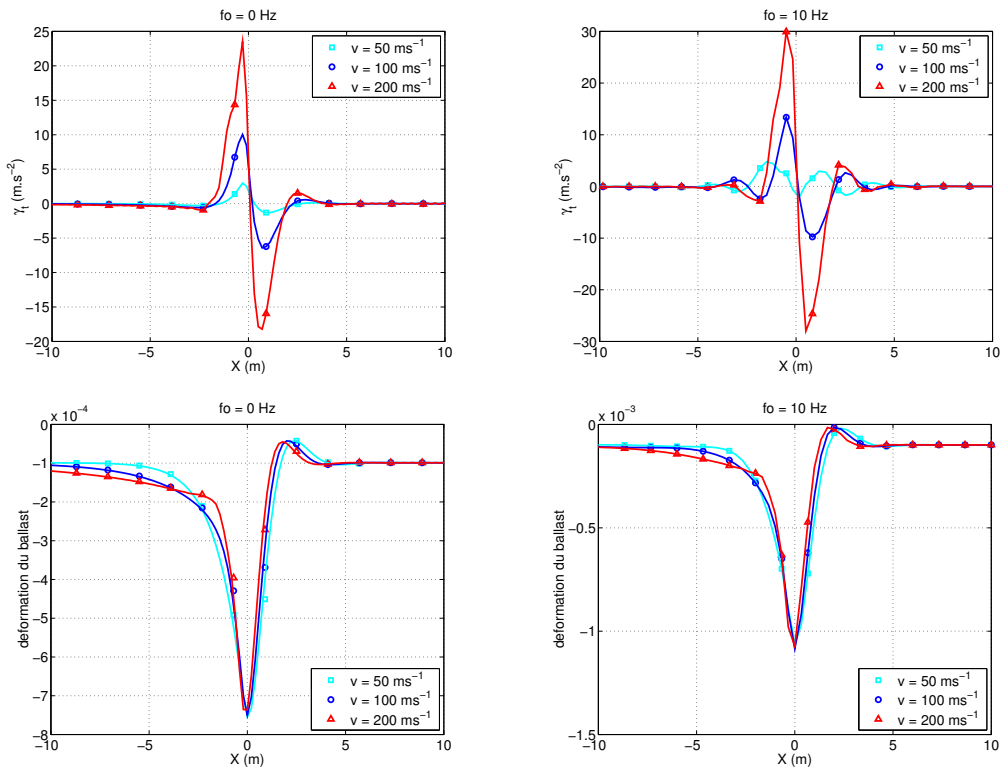 fo = 0 Hz
25
20
15
10
5
0
−5
−10
−15
−20
γt (m.s−2)
v = 50 ms−1
v = 100 ms−1
v = 200 ms−1
−10 −5 0 5 10
X (m)
fo = 10 Hz
30
20
10
0
−10
−20
−30
γt (m.s−2)
v = 50 ms−1
v = 100 ms−1
v = 200 ms−1
−10 −5 0 5 10
X (m)
x 10−4
fo = 0 Hz
0
−1
−2
−3
−4
−5
−6
−7
−8
deformation du ballast
v = 50 ms−1
v = 100 ms−1
v = 200 ms−1
−10 −5 0 5 10
X (m)
x 10−3
fo = 10 Hz
0
−0.5
−1
−1.5
deformation du ballast
v = 50 ms−1
v = 100 ms−1
v = 200 ms−1
−10 −5 0 5 10
X (m)